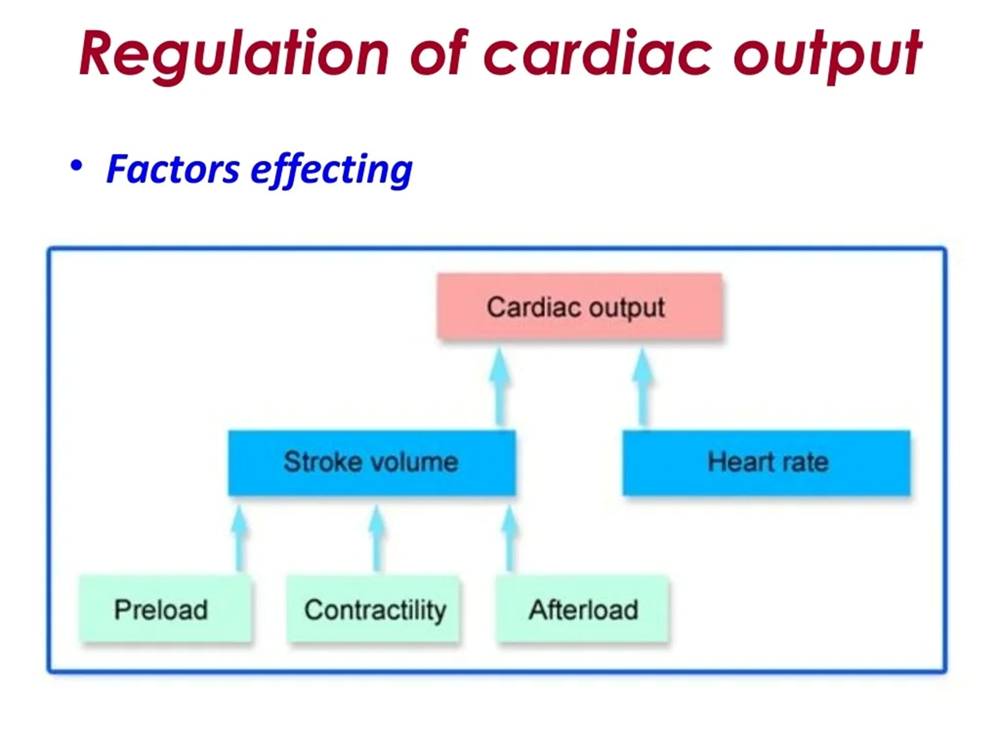 Regulation of cardiac output
• Factors effecting
Cardiac output
Stroke volume
Heart rate
Preload
Contractility
Afterload